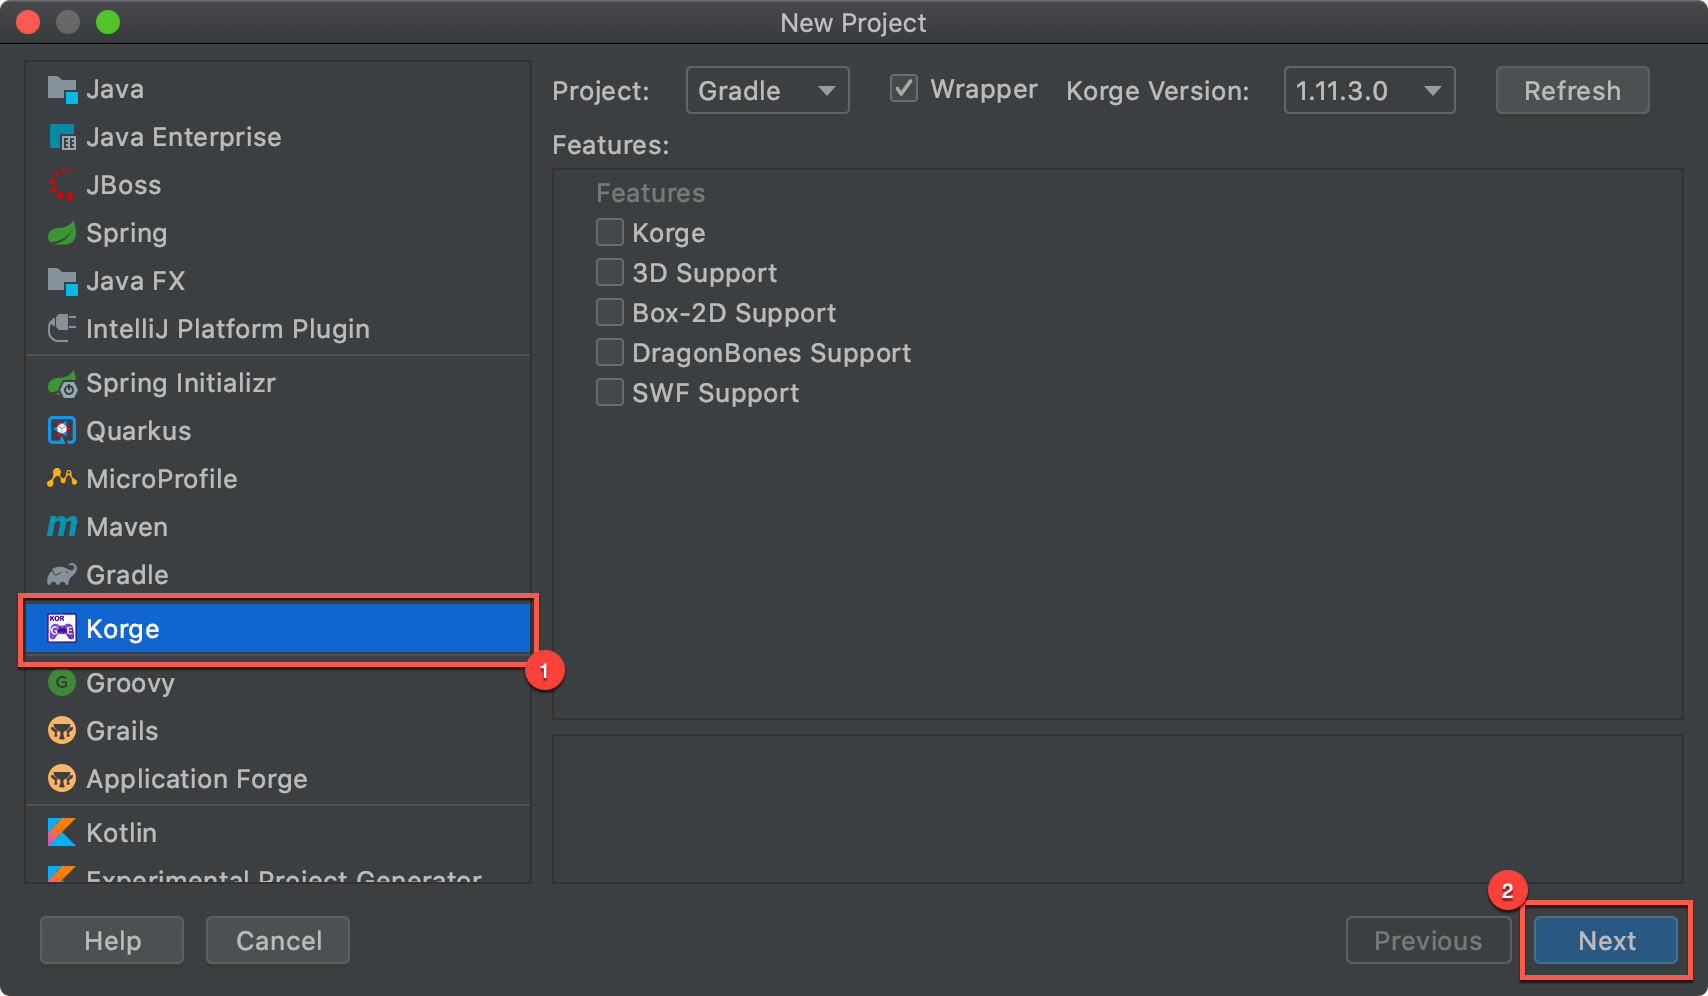 New Project
Java
Java Enterprise
JBoss
Spring
Java FX
IntelliJ Platform Plugin
Spring Initializr
Quarkus
MicroProfile
Maven
Gradle
Korge
1
Groovy
Grails
Application Forge
Kotlin
Experimental Project Generator
Project: Gradle Wrapper Korge Version: 1.11.3.0 Refresh
Features:
Features
Korge
3D Support
Box-2D Support
DragonBones Support
SWF Support
2
Help Cancel Previous Next